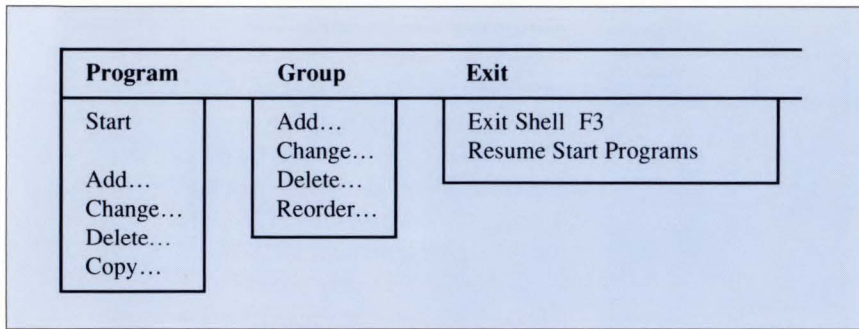 Program
Group
Exit
Start
Add...
Change...
Delete...
Copy...
Add...
Change...
Delete...
Reorder...
Exit Shell F3
Resume Start Programs